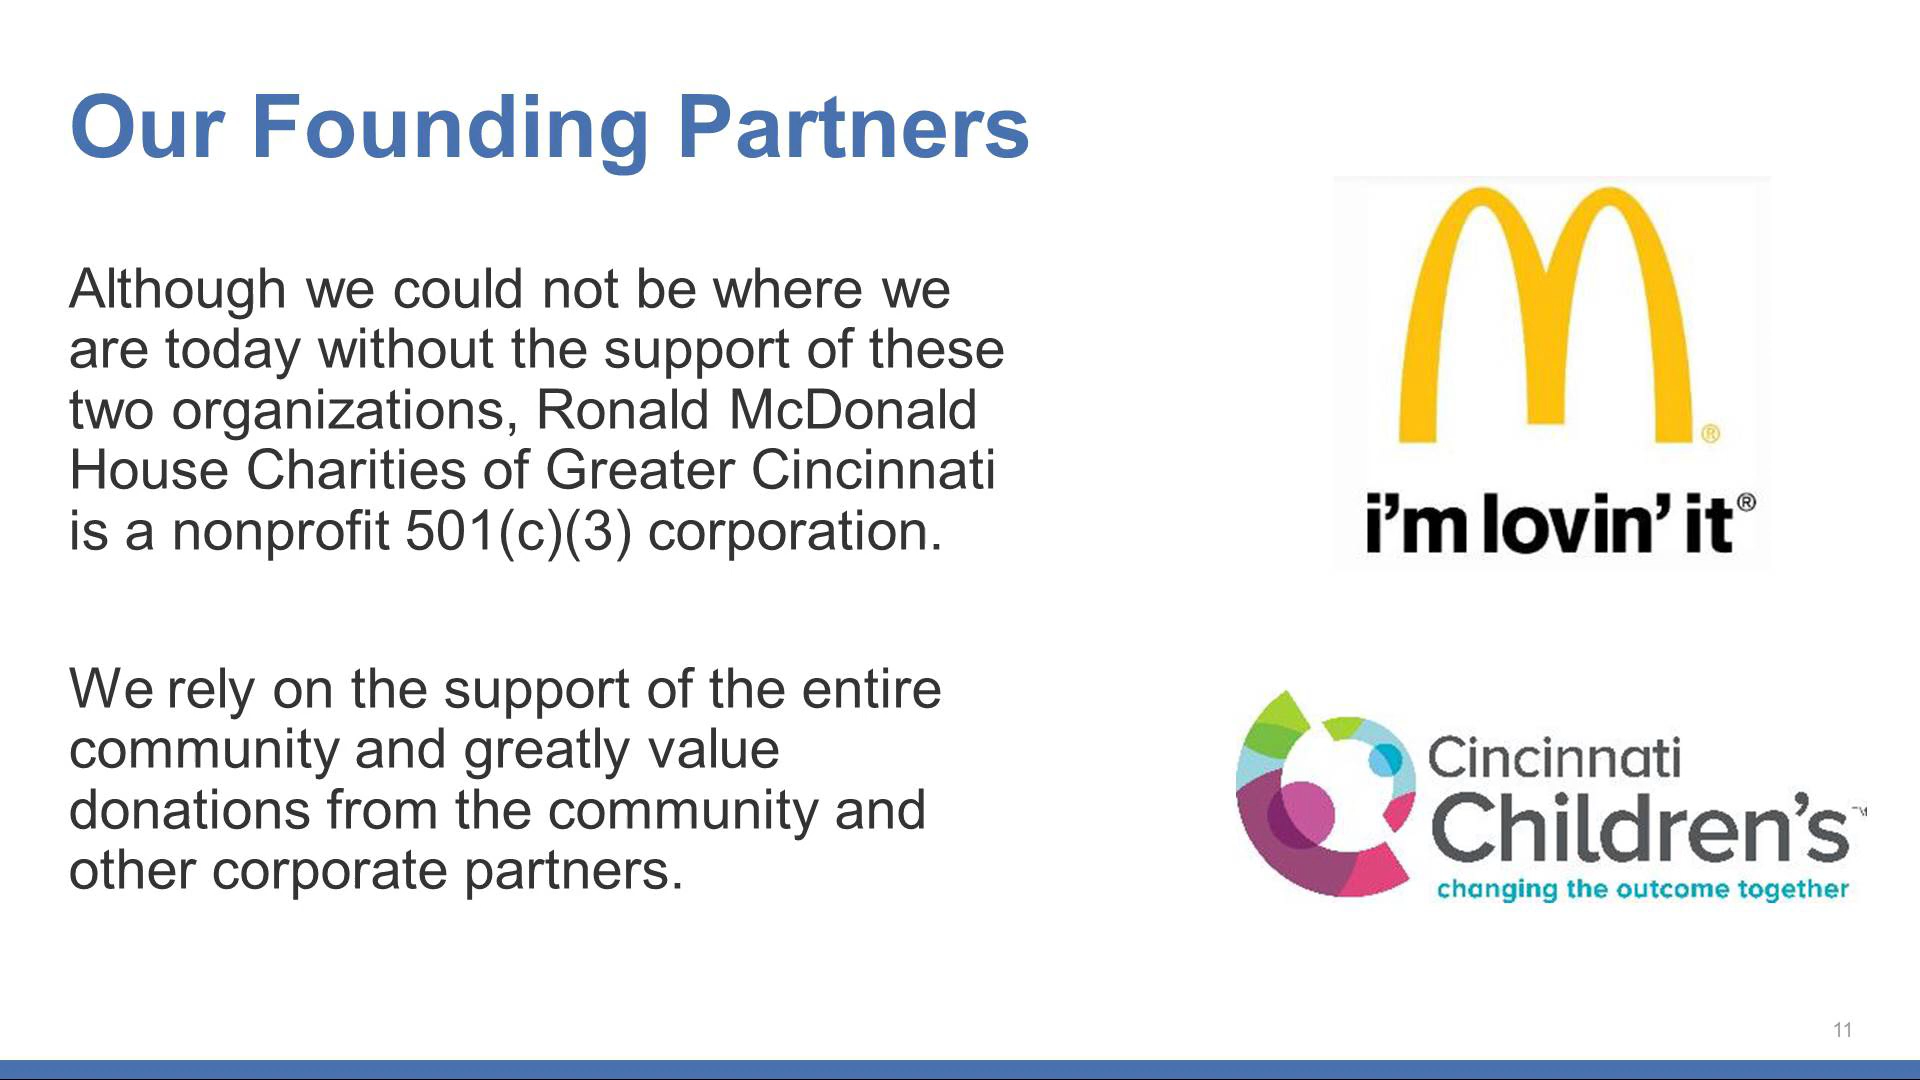 Our Founding Partners
Although we could not be where we
are today without the support of these
two organizations, Ronald McDonald
House Charities of Greater Cincinnati
is a nonprofit 501(c)(3) corporation.
We rely on the support of the entire
community and greatly value
donations from the community and
other corporate partners.
®
i'm lovin' it®
Cincinnati
Children's™
changing the outcome together
11